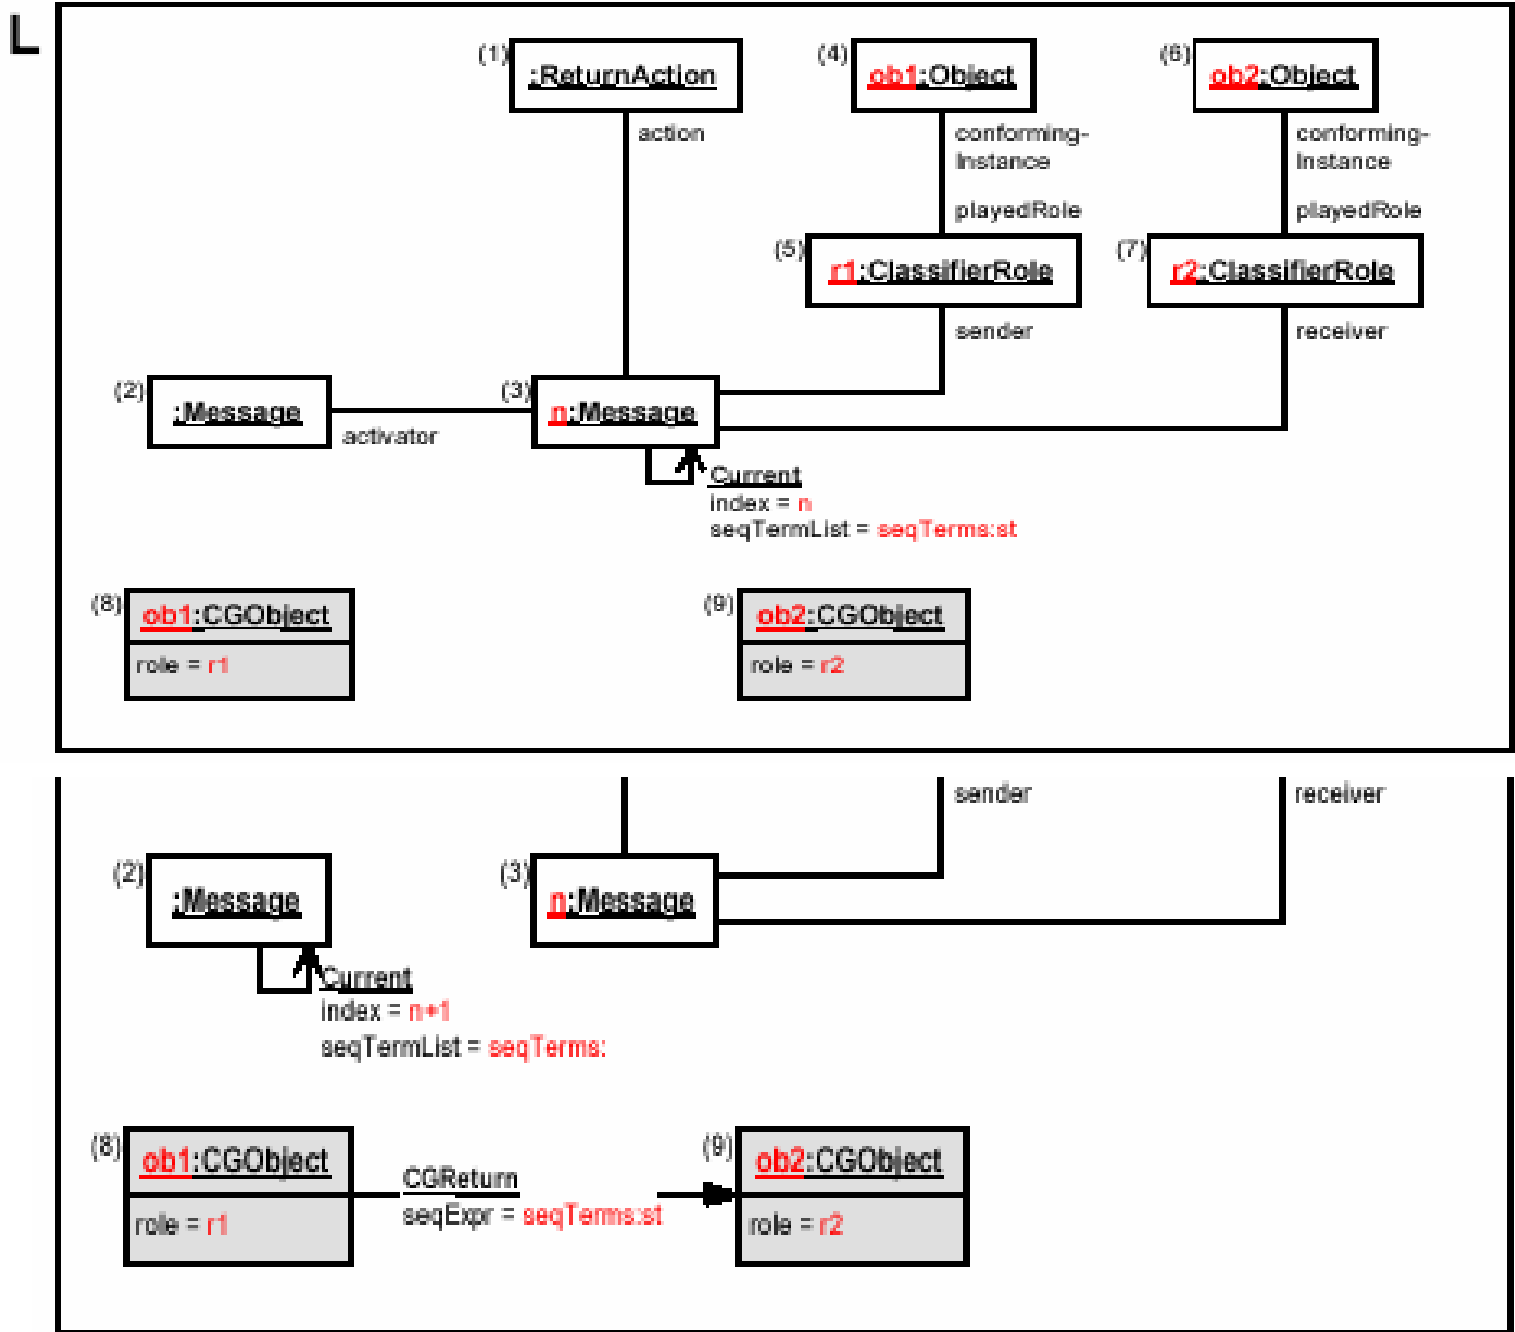 L
(1)
:ReturnAction
action
(4)
ob1:Object
conforming-
Instance
playedRole
(6)
ob2:Object
conforming-
Instance
playedRole
(5)
r1:ClassifierRole
sender
(7)
r2:ClassifierRole
receiver
(2)
:Message
activator
(3)
n:Message
Current
index = n
seqTermList = seqTerms:st
(8)
ob1:CGObject
role = r1
(9)
ob2:CGObject
role = r2
sender
receiver
(2)
:Message
(3)
n:Message
Current
index = n+1
seqTermList = seqTerms:
(8)
ob1:CGObject
role = r1
CGReturn
seqExpr = seqTerms:st
(9)
ob2:CGObject
role = r2